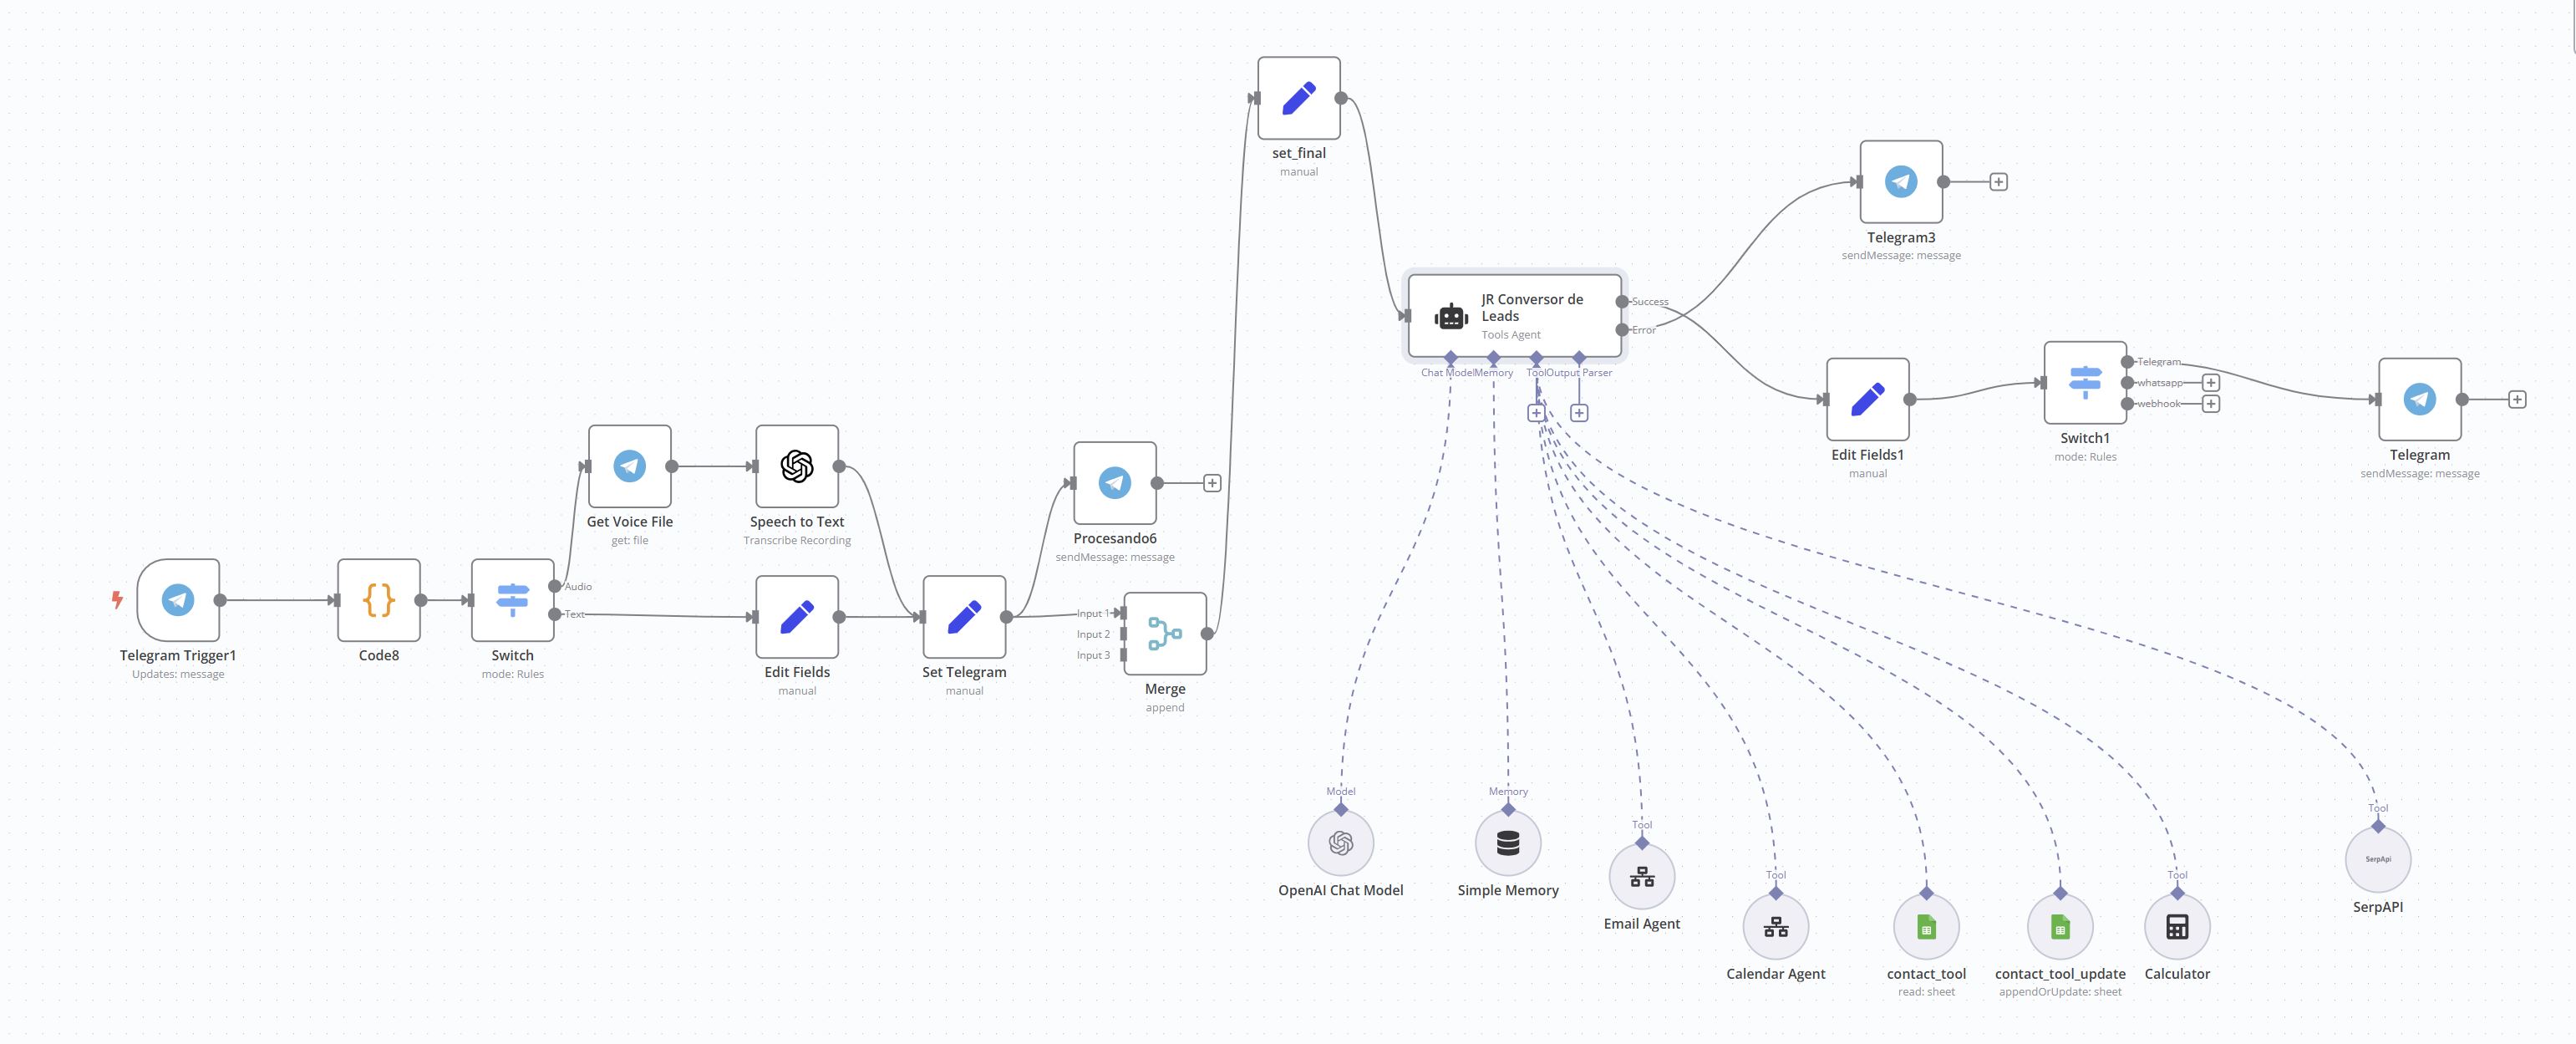 set_final
manual
Telegram3
sendMessage: message
JR Conversor de
Leads
Tools Agent
Success
Error
Chat Model
Memory
Tool
Output Parser
Telegram
whatsapp
webhook
Switch1
mode: Rules
Edit Fields1
manual
Telegram
sendMessage: message
Get Voice File
get: file
Speech to Text
Transcribe Recording
Procesando6
sendMessage: message
Audio
Text
Telegram Trigger1
Updates: message
Code8
Switch
mode: Rules
Edit Fields
manual
Set Telegram
manual
Input 1
Input 2
Input 3
Merge
append
Model
OpenAI Chat Model
Memory
Simple Memory
Tool
Email Agent
Tool
Calendar Agent
contact_tool
read: sheet
contact_tool_update
appendOrUpdate: sheet
Tool
Calculator
Tool
SerpApi
SerpAPI